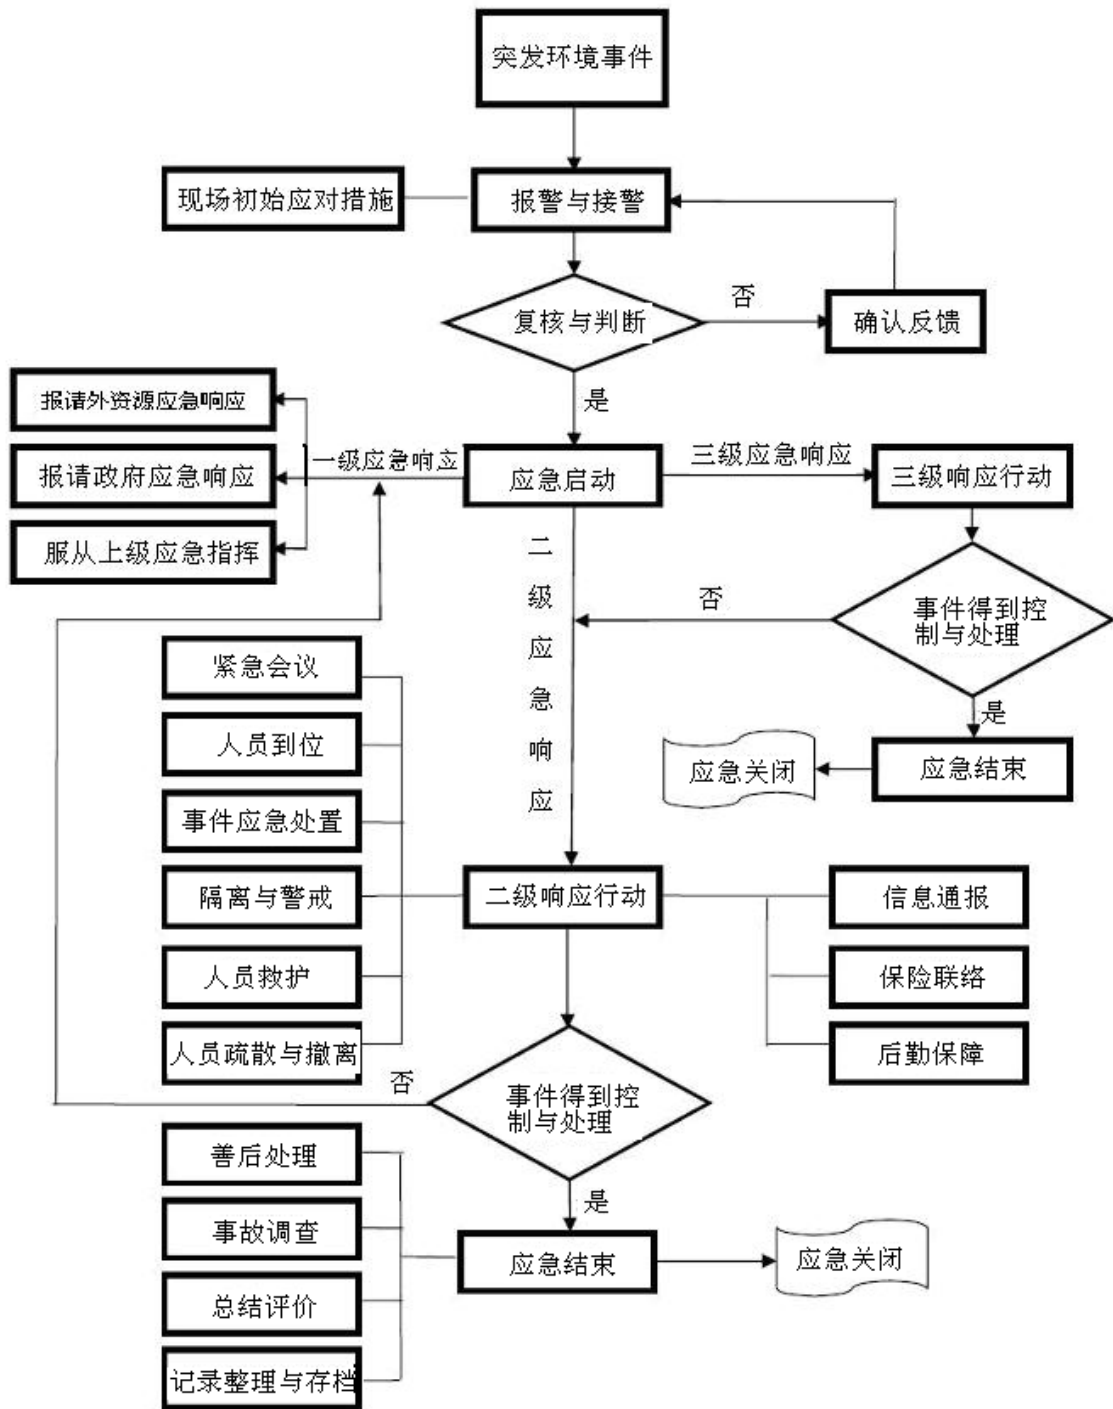 突发环境事件
现场初始应对措施
报警与接警
复核与判断
否
确认反馈
是
报请外资源应急响应
报请政府应急响应
服从上级应急指挥
一级应急响应
应急启动
三级应急响应
三级响应行动
二级应急响应
否
事件得到控
制与处理
是
应急结束
应急关闭
紧急会议
人员到位
事件应急处置
隔离与警戒
人员救护
人员疏散与撤离
二级响应行动
信息通报
保险联络
后勤保障
否
事件得到控
制与处理
是
善后处理
事故调查
总结评价
记录整理与存档
应急结束
应急关闭